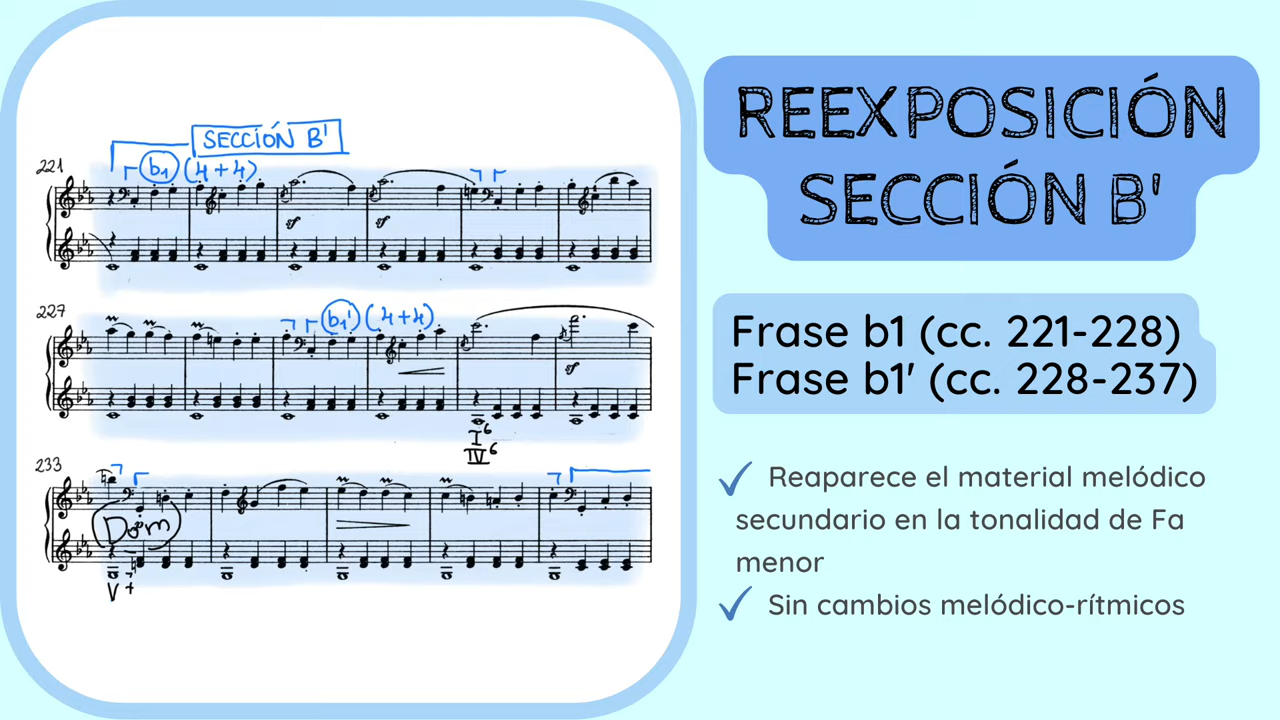 SECCIÓN B'
221
b1 (4+4)
sf
sf
227
b1' (4+4)
sf
I6
IV6
233
Dom
V+
REEXPOSICIÓN
SECCIÓN B'
Frase b1 (cc. 221-228)
Frase b1' (cc. 228-237)
Reaparece el material melódico
secundario en la tonalidad de Fa
menor
Sin cambios melódico-rítmicos